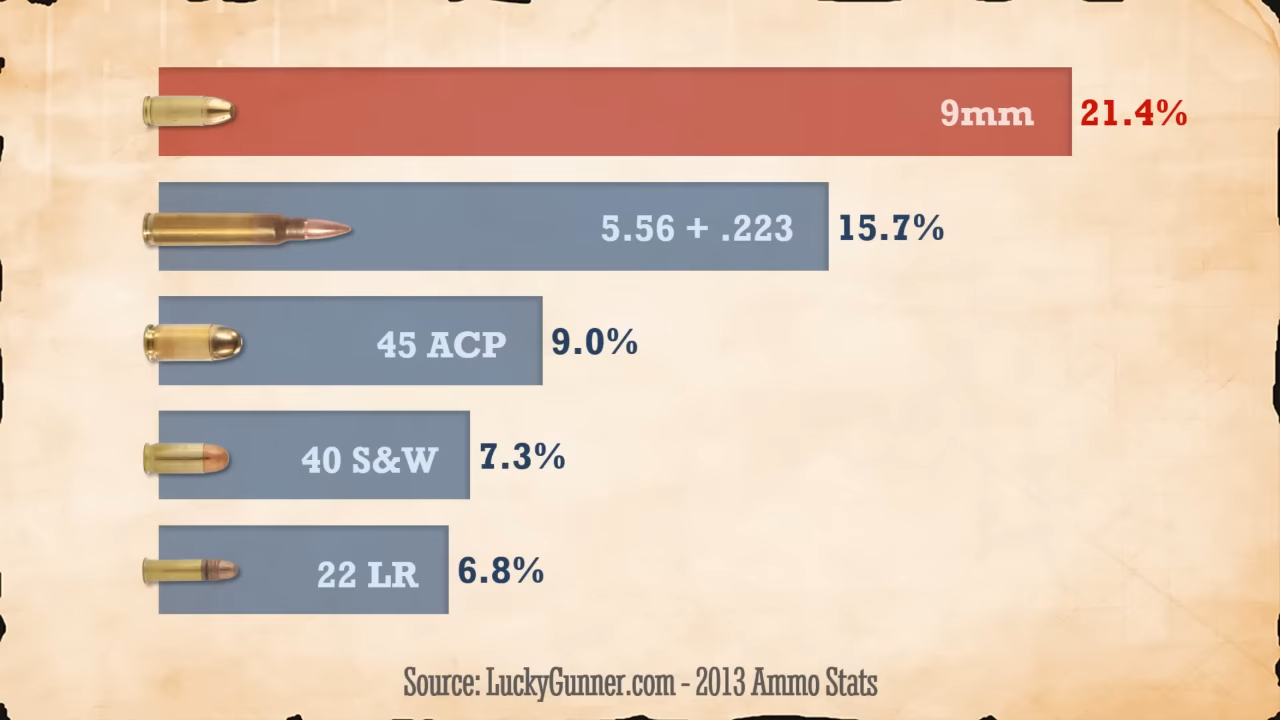 9mm 21.4%
5.56 + .223 15.7%
45 ACP 9.0%
40 S&W 7.3%
22 LR 6.8%
Source: LuckyGunner.com - 2013 Ammo Stats